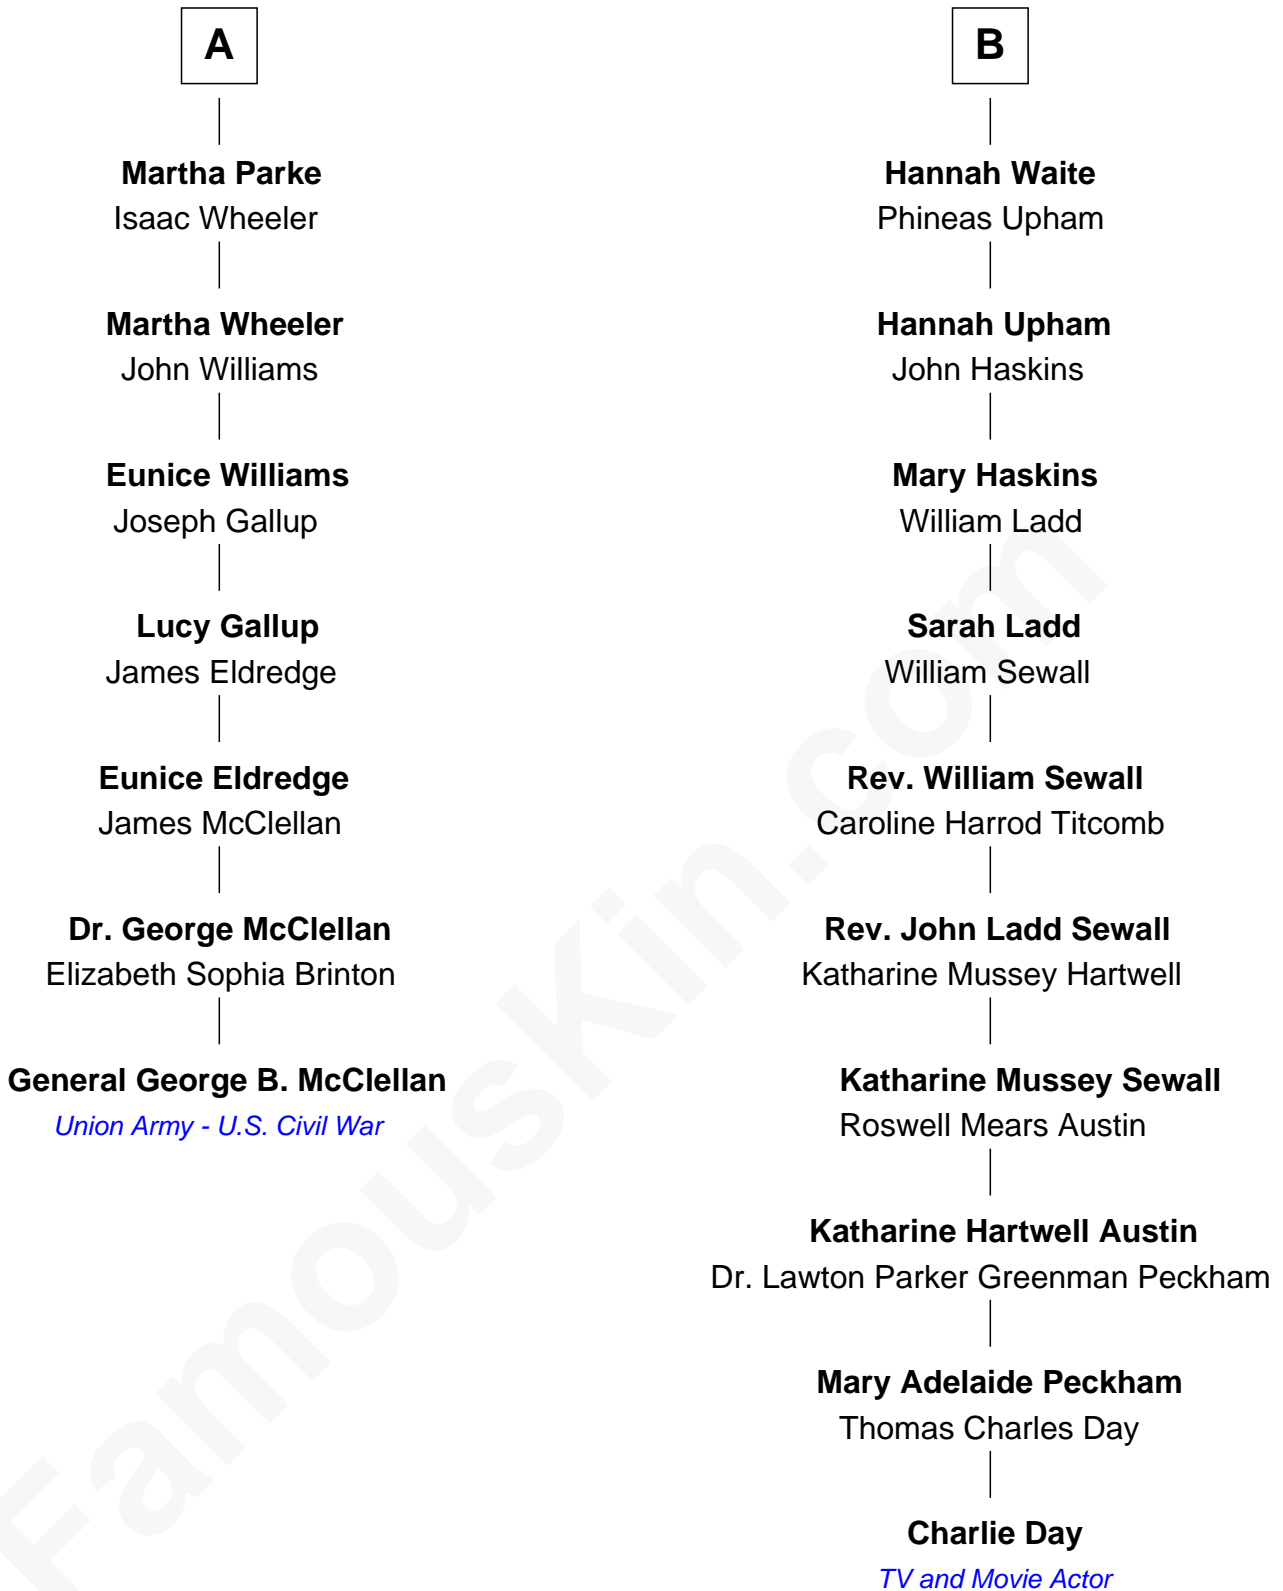 A
Martha Parke
Isaac Wheeler
Martha Wheeler
John Williams
Eunice Williams
Joseph Gallup
Lucy Gallup
James Eldredge
Eunice Eldredge
James McClellan
Dr. George McClellan
Elizabeth Sophia Brinton
General George B. McClellan
Union Army - U.S. Civil War
B
Hannah Waite
Phineas Upham
Hannah Upham
John Haskins
Mary Haskins
William Ladd
Sarah Ladd
William Sewall
Rev. William Sewall
Caroline Harrod Titcomb
Rev. John Ladd Sewall
Katharine Mussey Hartwell
Katharine Mussey Sewall
Roswell Mears Austin
Katharine Hartwell Austin
Dr. Lawton Parker Greenman Peckham
Mary Adelaide Peckham
Thomas Charles Day
Charlie Day
TV and Movie Actor
FamousKin.com